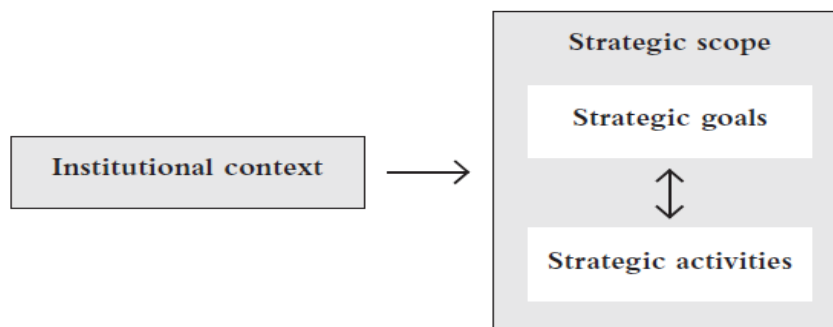 Strategic scope
Strategic goals
Institutional context
Strategic activities